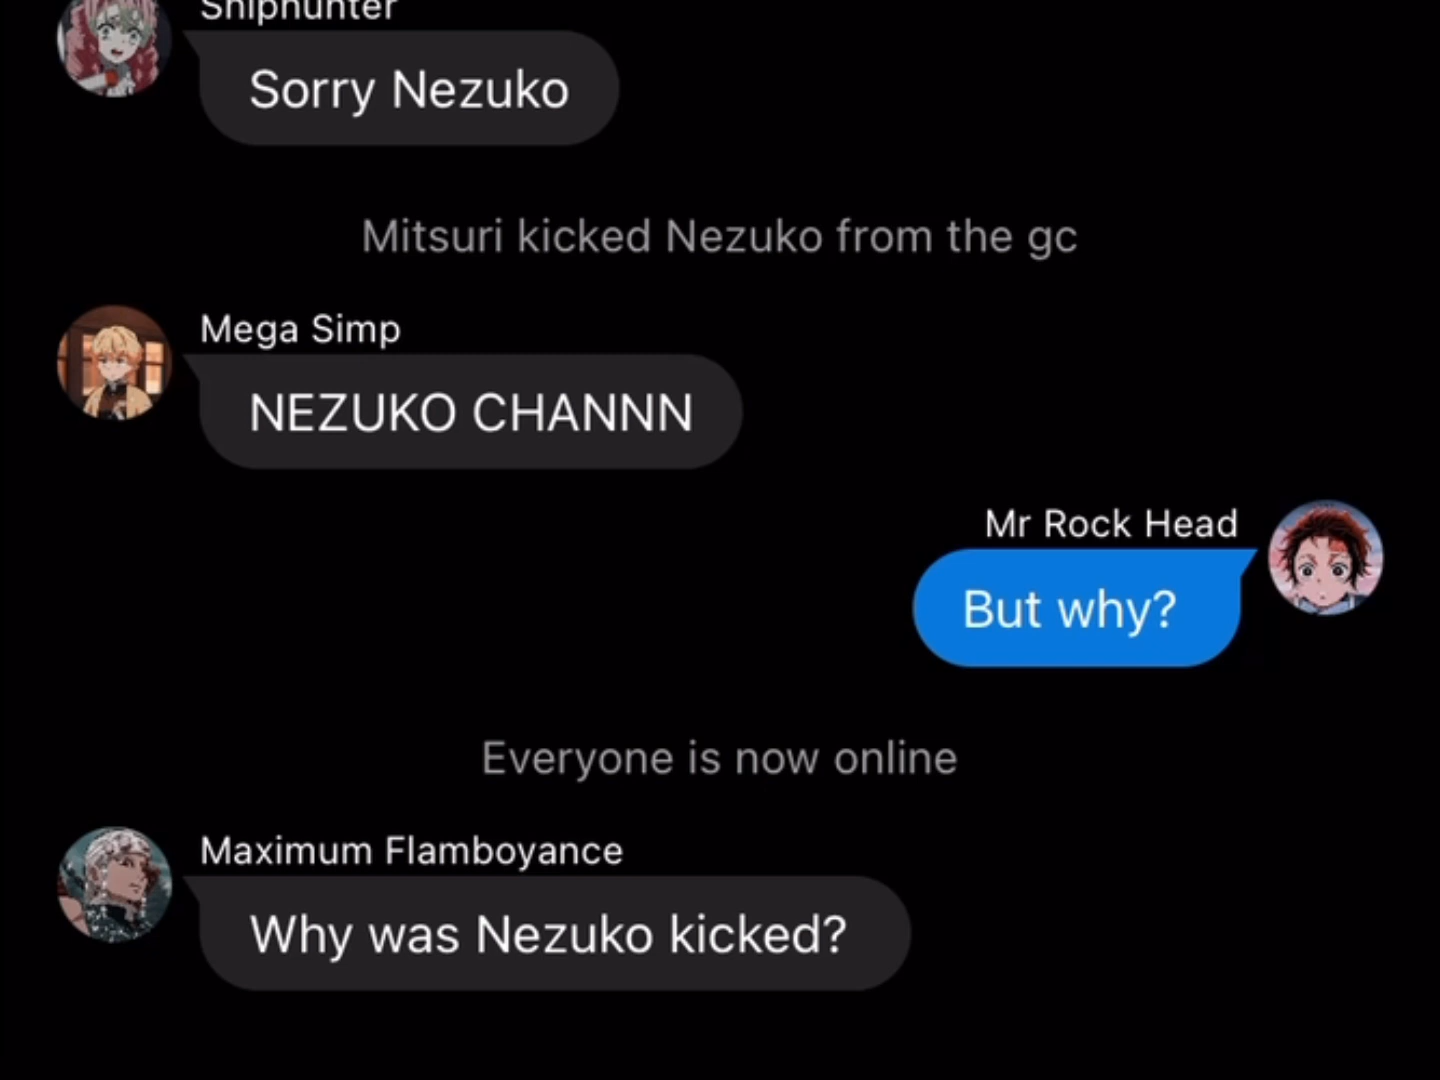 Shiphunter
Sorry Nezuko
Mitsuri kicked Nezuko from the gc
Mega Simp
NEZUKO CHANNN
Mr Rock Head
But why?
Everyone is now online
Maximum Flamboyance
Why was Nezuko kicked?